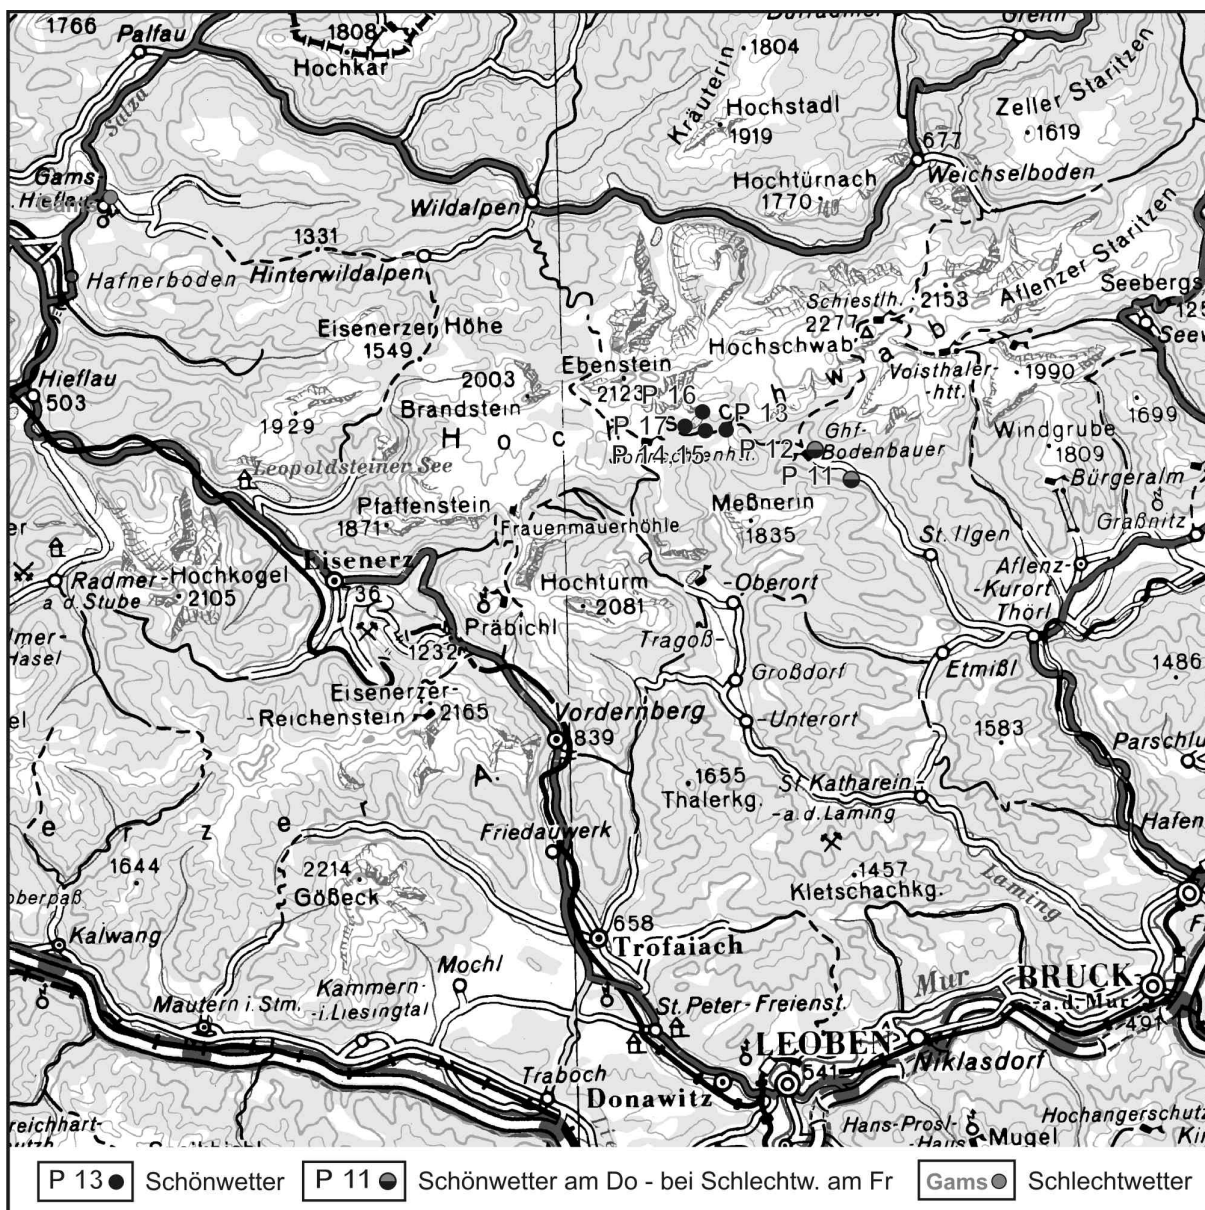 1766
Palfau
1808
Hochkar
Greith
Salza
Kräuterin
1804
Hochstadl
1919
Zeller Staritzen
1619
677
Weichselboden
Hochtürnach
1770
Gams-
Wildalpen
1331
Hinterwildalpen
Hafnerboden
Aflenzer Staritzen
Schiestlh.
2153
2277
Hochschwab
Seebergs
Seew
Eisenerzer Höhe
1549
Ebenstein
2123
P 16
P 13
P 17
P 14, 15
P 12
P 11
Voisthaler-
-htt.
1990
1699
Hieflau
503
2003
Brandstein
1929
H o c h s c h w a b
Ghf-
Bodenbauer
Windgrube
1809
Bürgeralm
Leopoldsteiner See
Pfaffenstein
1871
Frauenmauerhöhle
Meßnerin
1835
St. Ilgen
Graßnitz
Aflenz-
-Kurort
Thörl
Eisenerz
736
Radmer-
a d. Stube
Hochkogel
2105
Hochturm
2081
-Oberort
Präbichl
1232
Tragöß-
Großdorf
Etmißl
1486
Eisenerzer-
-Reichenstein
2165
Vordernberg
839
-Unterort
1583
Parschlu
A.
1655
Thalerkg.
St. Katharein
-a.d. Laming
e r z e r
Friedauwerk
Hafen
1644
2214
Gößeck
1457
Kletschachkg.
Laming
Kalwang
658
Trofaiach
Mochl
Mautern i. Stm.
Kammern-
-i. Liesingtal
St. Peter-Freienst.
Mur
BRUCK-
-a.d. Mur
491
LEOBEN
541
Niklasdorf
Traboch
Donawitz
Hans-Prosl-
-Haus
Mugel
Hochangerschutz
P 13 Schönwetter
P 11 Schönwetter am Do - bei Schlechtw. am Fr
Gams Schlechtwetter